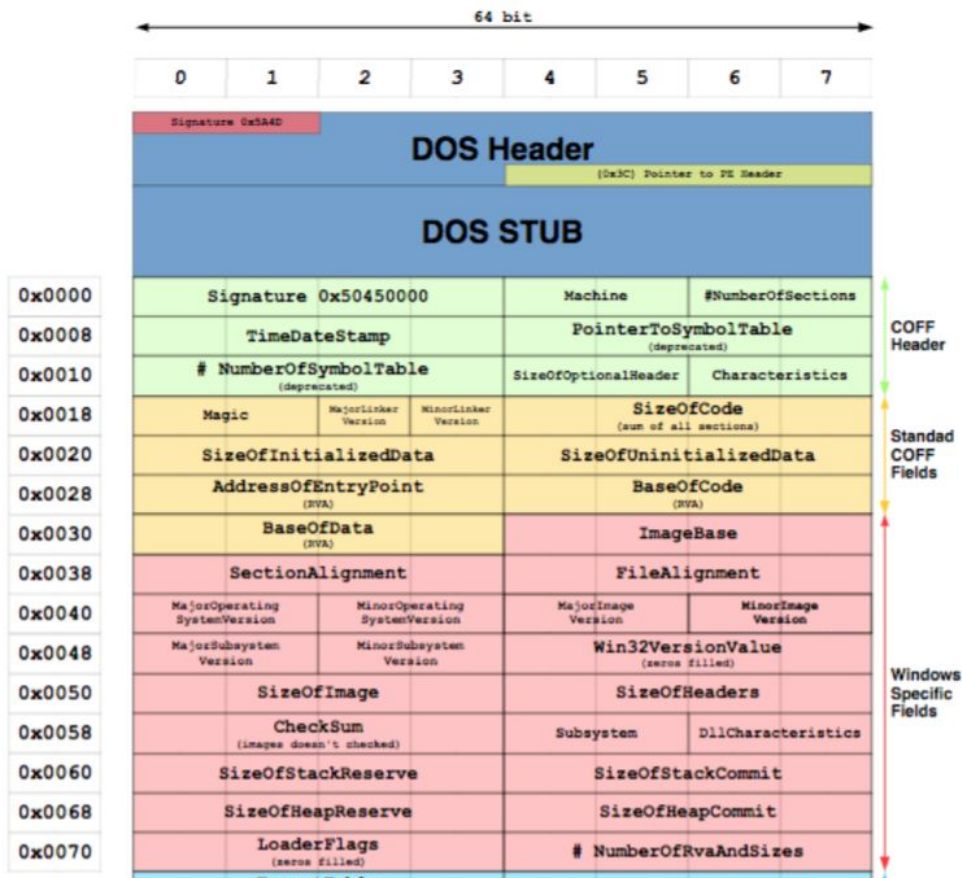 64 bit
0 1 2 3 4 5 6 7
Signature 0x5A4D
DOS Header
(0x3C) Pointer to PE Header
DOS STUB
0x0000 Signature 0x50450000 Machine #NumberOfSections
COFF Header
0x0008 TimeDateStamp PointerToSymbolTable
(deprecated)
0x0010 # NumberOfSymbolTable SizeOfOptionalHeader Characteristics
(deprecated)
0x0018 Magic MajorLinker Version MinorLinker Version SizeOfCode
(sum of all sections)
Standad COFF Fields
0x0020 SizeOfInitializedData SizeOfUninitializedData
0x0028 AddressOfEntryPoint BaseOfCode
(RVA) (RVA)
0x0030 BaseOfData ImageBase
(RVA)
0x0038 SectionAlignment FileAlignment
0x0040 MajorOperating SystemVersion MinorOperating SystemVersion MajorImage Version MinorImage Version
0x0048 MajorSubsystem Version MinorSubsystem Version Win32VersionValue
(zeros filled)
Windows Specific Fields
0x0050 SizeOfImage SizeOfHeaders
0x0058 CheckSum Subsystem DllCharacteristics
(images doesn't checked)
0x0060 SizeOfStackReserve SizeOfStackCommit
0x0068 SizeOfHeapReserve SizeOfHeapCommit
0x0070 LoaderFlags # NumberOfRvaAndSizes
(zeros filled)